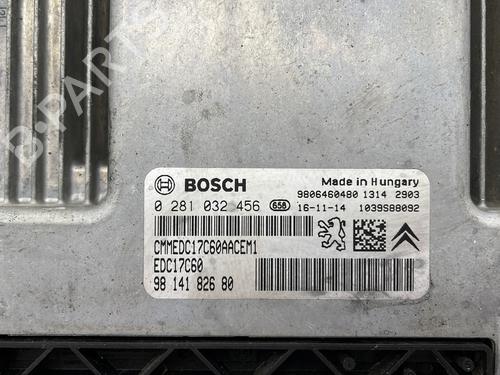 B-PARTS
BOSCH
Made in Hungary
9806460480 1314 2903
0 281 032 456 658 16-11-14 1039S88092
CMMEDC17C60AACEM1
EDC17C60
98 141 826 80